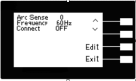 Arc Sense 0
Frequency 60Hz
Connect OFF
Edit
Exit